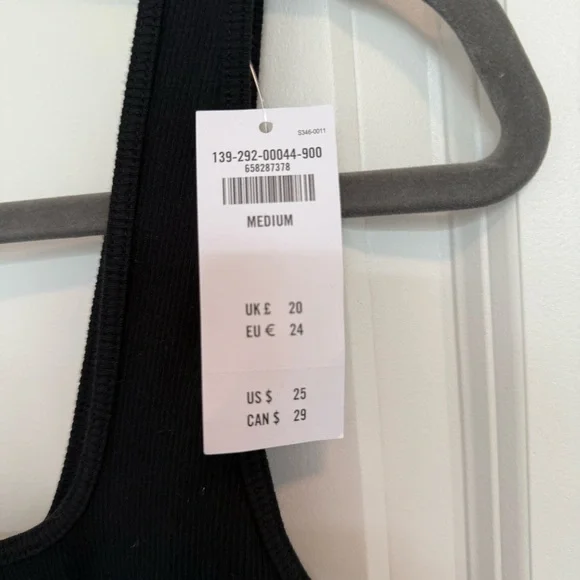 S346-0011
139-292-00044-900
658287378
MEDIUM
UK £ 20
EU € 24
US $ 25
CAN $ 29